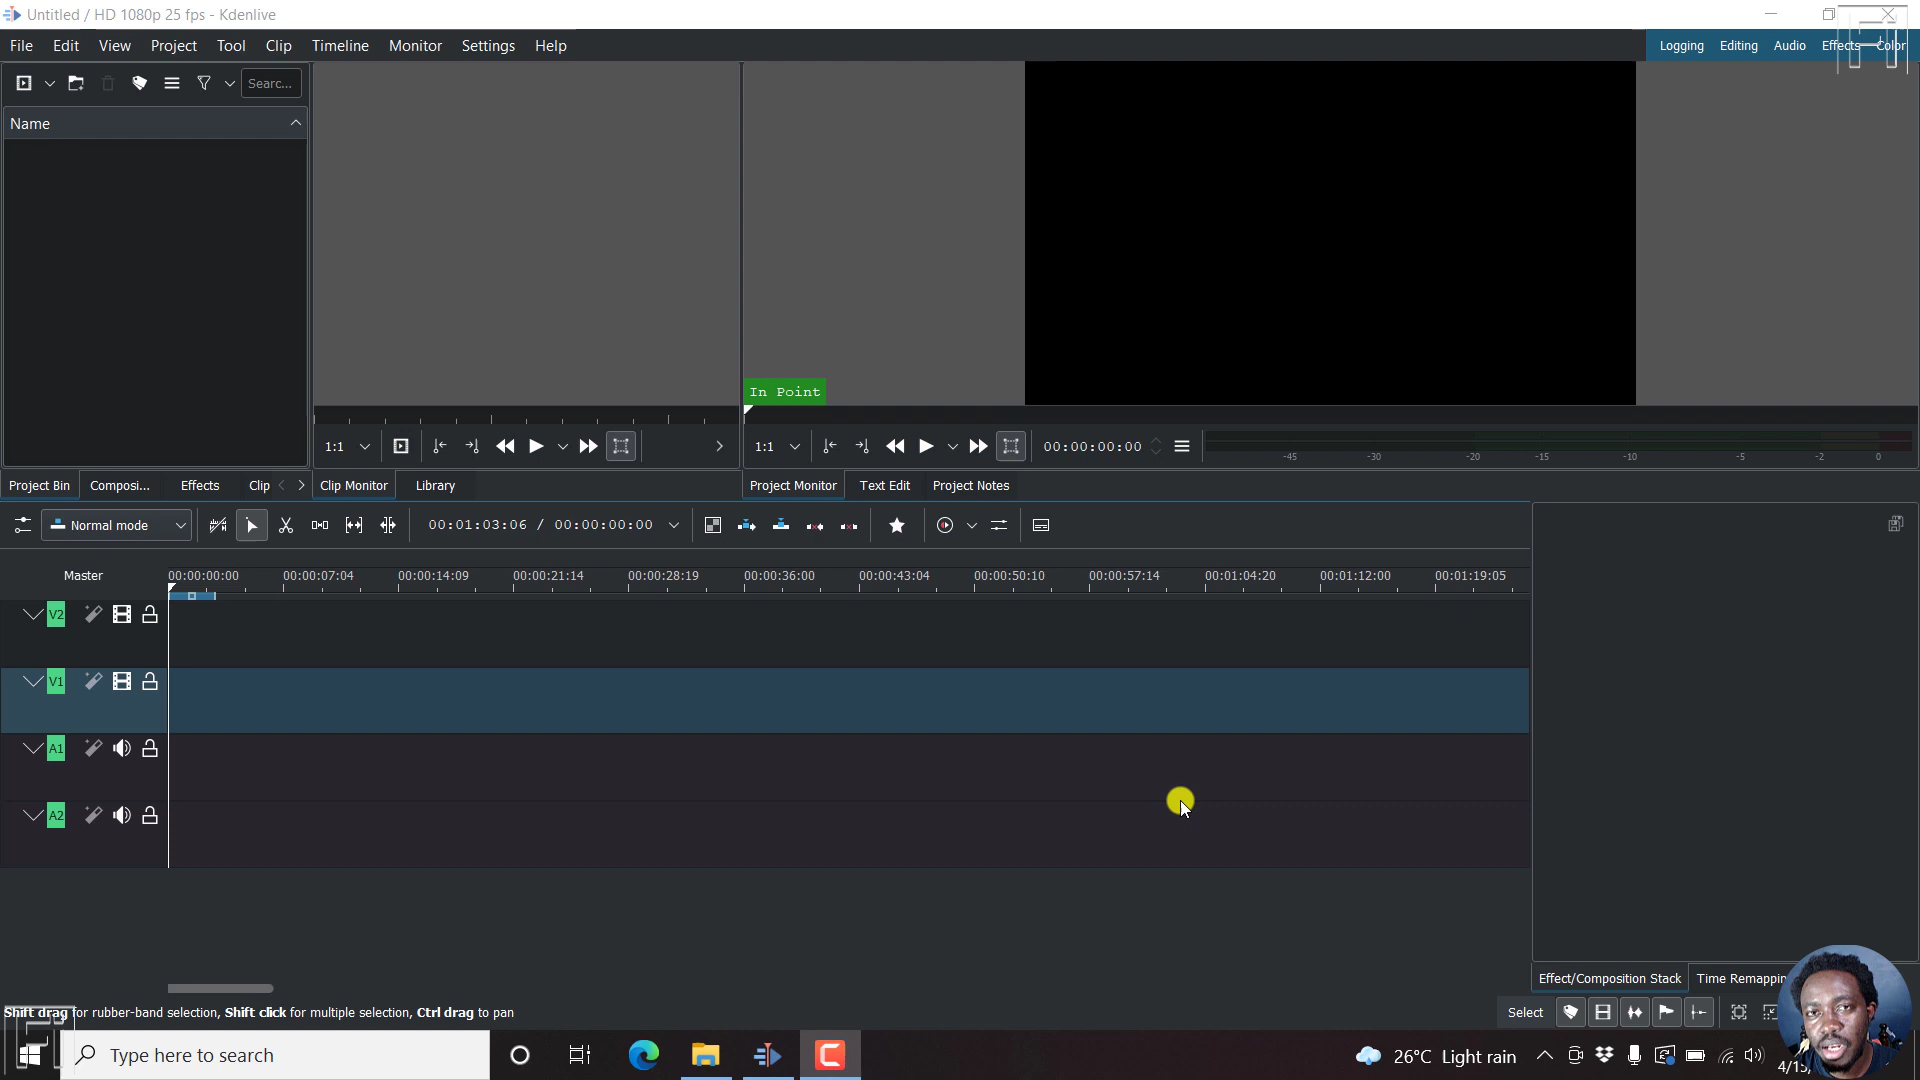 Untitled / HD 1080p 25 fps - Kdenlive
File Edit View Project Tool Clip Timeline Monitor Settings Help
Logging Editing Audio Effects Color
Searc...
Name
In Point
1:1
1:1 00:00:00:00
-45 -30 -20 -15 -10 -5 -2 0
Project Bin Composi... Effects Clip Clip Monitor Library Project Monitor Text Edit Project Notes
Normal mode 00:01:03:06 / 00:00:00:00
Master 00:00:00:00 00:00:07:04 00:00:14:09 00:00:21:14 00:00:28:19 00:00:36:00 00:00:43:04 00:00:50:10 00:00:57:14 00:01:04:20 00:01:12:00 00:01:19:05
V2
V1
A1
A2
Effect/Composition Stack Time Remappin
Shift drag for rubber-band selection, Shift click for multiple selection, Ctrl drag to pan
Select
Type here to search
26°C Light rain